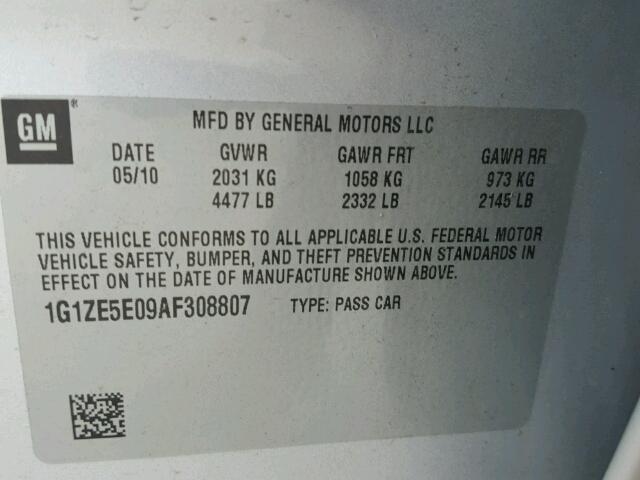 GM®
MFD BY GENERAL MOTORS LLC
DATE GVWR GAWR FRT GAWR RR
05/10 2031 KG 1058 KG 973 KG
4477 LB 2332 LB 2145 LB
THIS VEHICLE CONFORMS TO ALL APPLICABLE U.S. FEDERAL MOTOR
VEHICLE SAFETY, BUMPER, AND THEFT PREVENTION STANDARDS IN
EFFECT ON THE DATE OF MANUFACTURE SHOWN ABOVE.
1G1ZE5E09AF308807 TYPE: PASS CAR